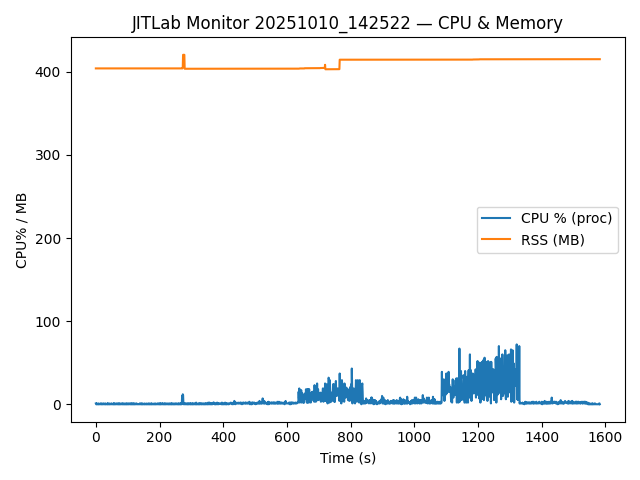 JITLab Monitor 20251010_142522 — CPU & Memory
CPU% / MB
400
300
200
100
0
CPU % (proc)
RSS (MB)
0 200 400 600 800 1000 1200 1400 1600
Time (s)